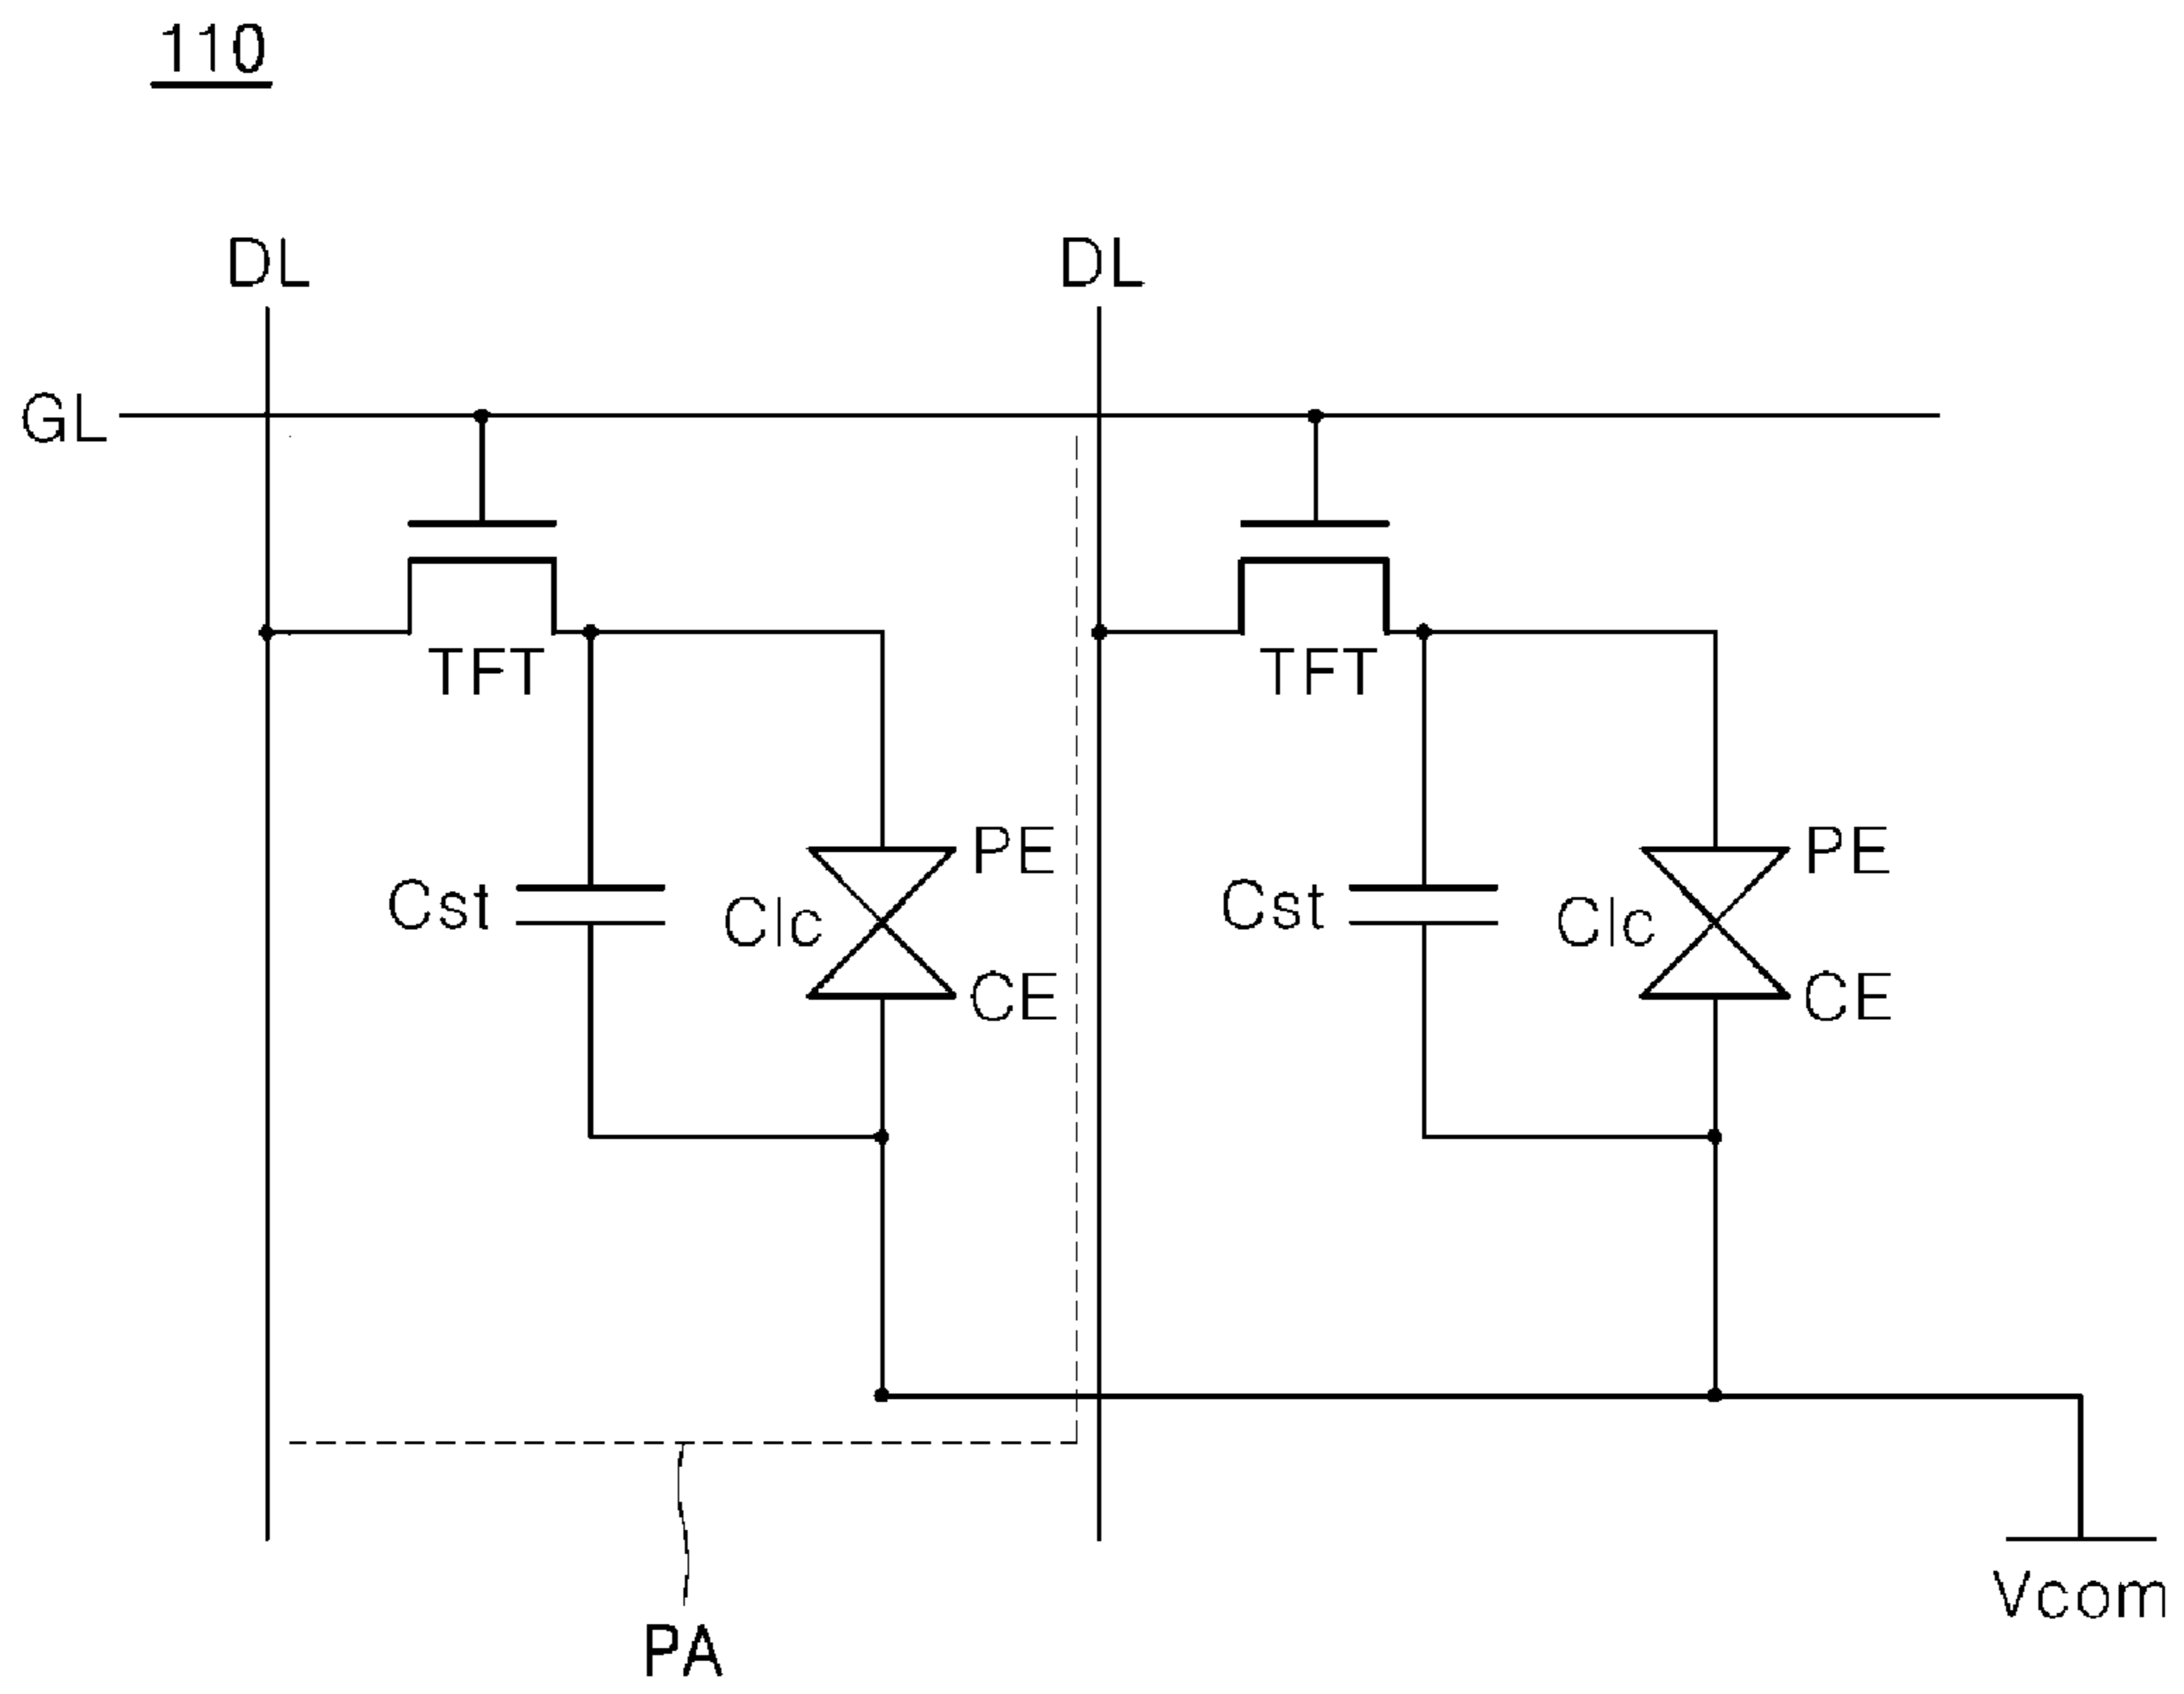 110
DL DL
GL
TFT TFT
PE PE
Cst Clc Cst Clc
CE CE
Vcom
PA